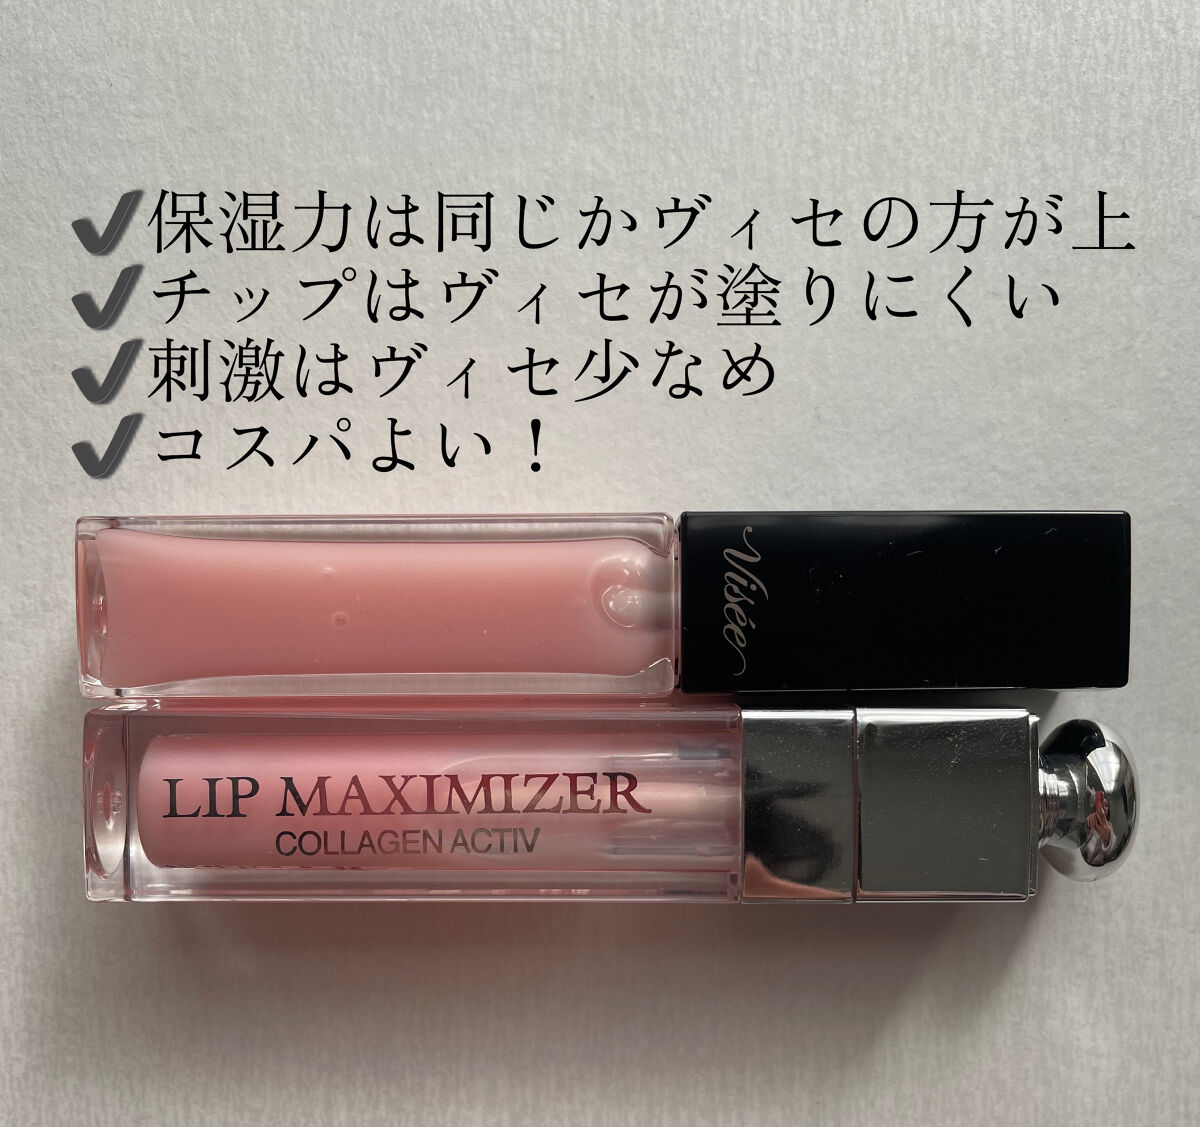 ✔保湿力は同じかヴィセの方が上
✔チップはヴィセが塗りにくい
✔刺激はヴィセ少なめ
✔コスパよい！
Visée
LIP MAXIMIZER
COLLAGEN ACTIV